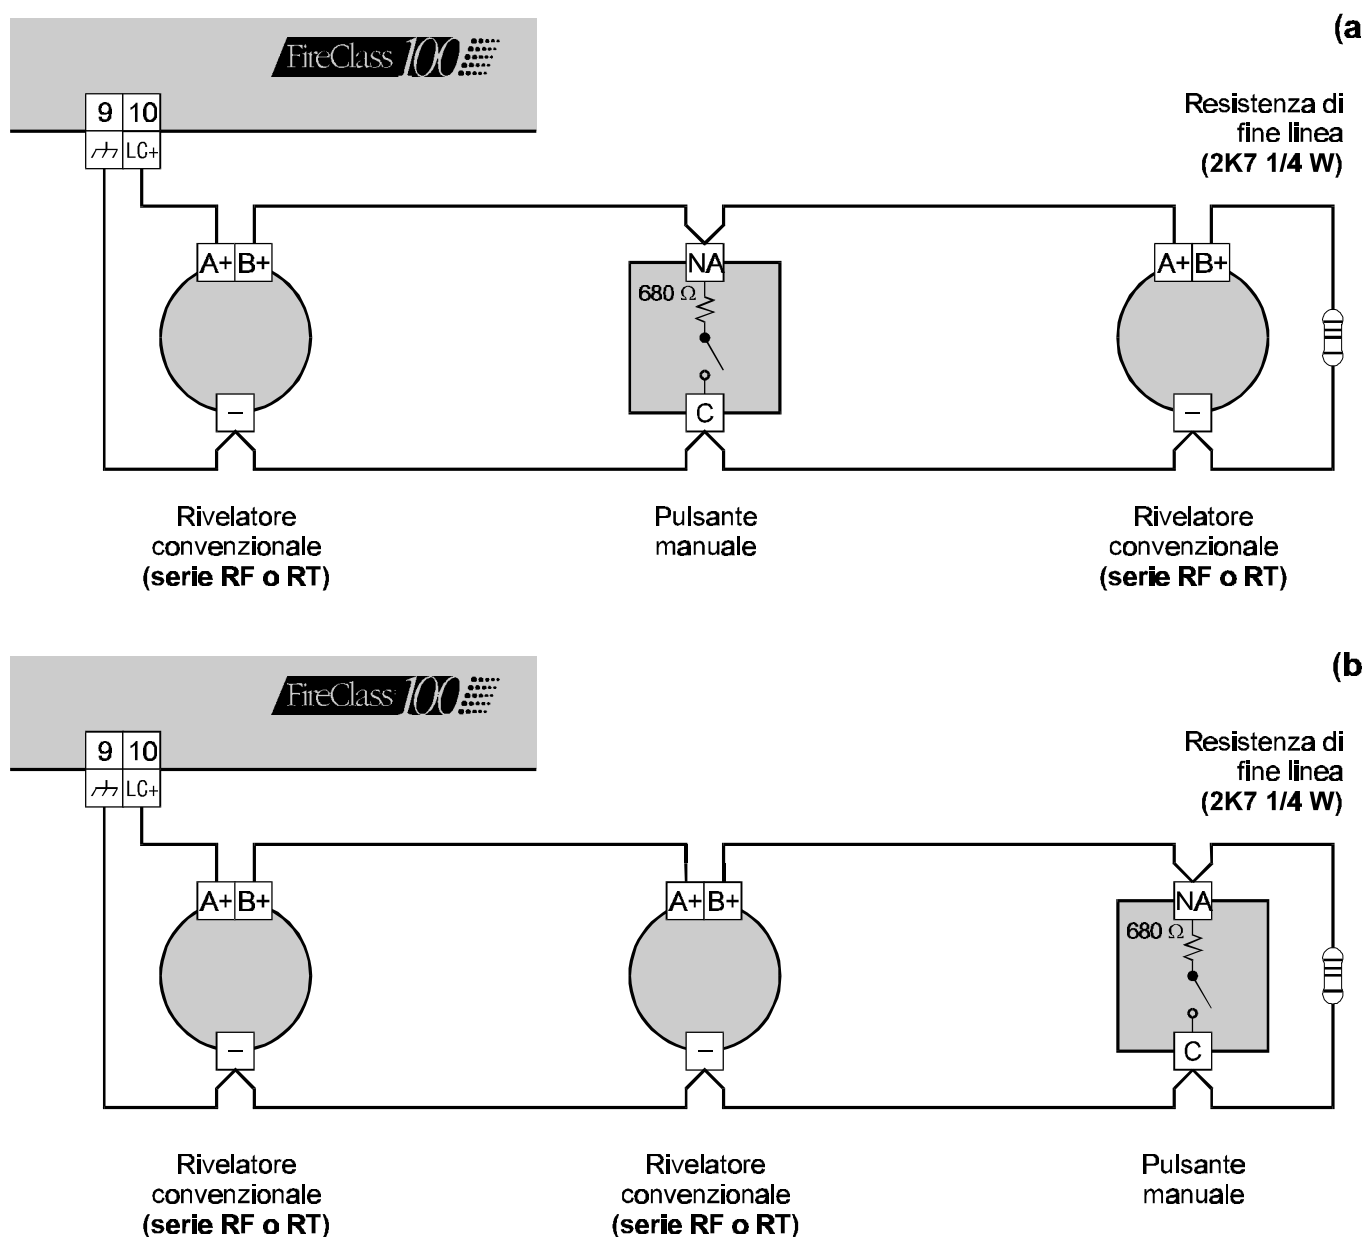 (a
FireClass 100
9 10
LC+
Resistenza di
fine linea
(2K7 1/4 W)
A+ B+
NA
A+ B+
680 Ω
–
C
–
Rivelatore
convenzionale
(serie RF o RT)
Pulsante
manuale
Rivelatore
convenzionale
(serie RF o RT)
(b
FireClass 100
9 10
LC+
Resistenza di
fine linea
(2K7 1/4 W)
A+ B+
A+ B+
NA
680 Ω
–
–
C
Rivelatore
convenzionale
(serie RF o RT)
Rivelatore
convenzionale
(serie RF o RT)
Pulsante
manuale